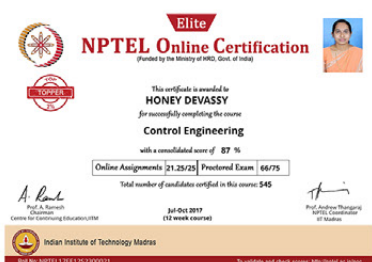 Elite
NPTEL Online Certification
(Funded by the Ministry of HRD, Govt. of India)
TOPPER
This certificate is awarded to
HONEY DEVASSY
for successfully completing the course
Control Engineering
with a consolidated score of 87 %
Online Assignments 21.25/25 Proctored Exam 66/75
Total number of candidates certified in this course: 545
Prof. A. Ramesh
Chairman
Centre for Continuing Education, IITM
Jul-Oct 2017
(12 week course)
Prof. Andrew Thangaraj
NPTEL Coordinator
IIT Madras
Indian Institute of Technology Madras